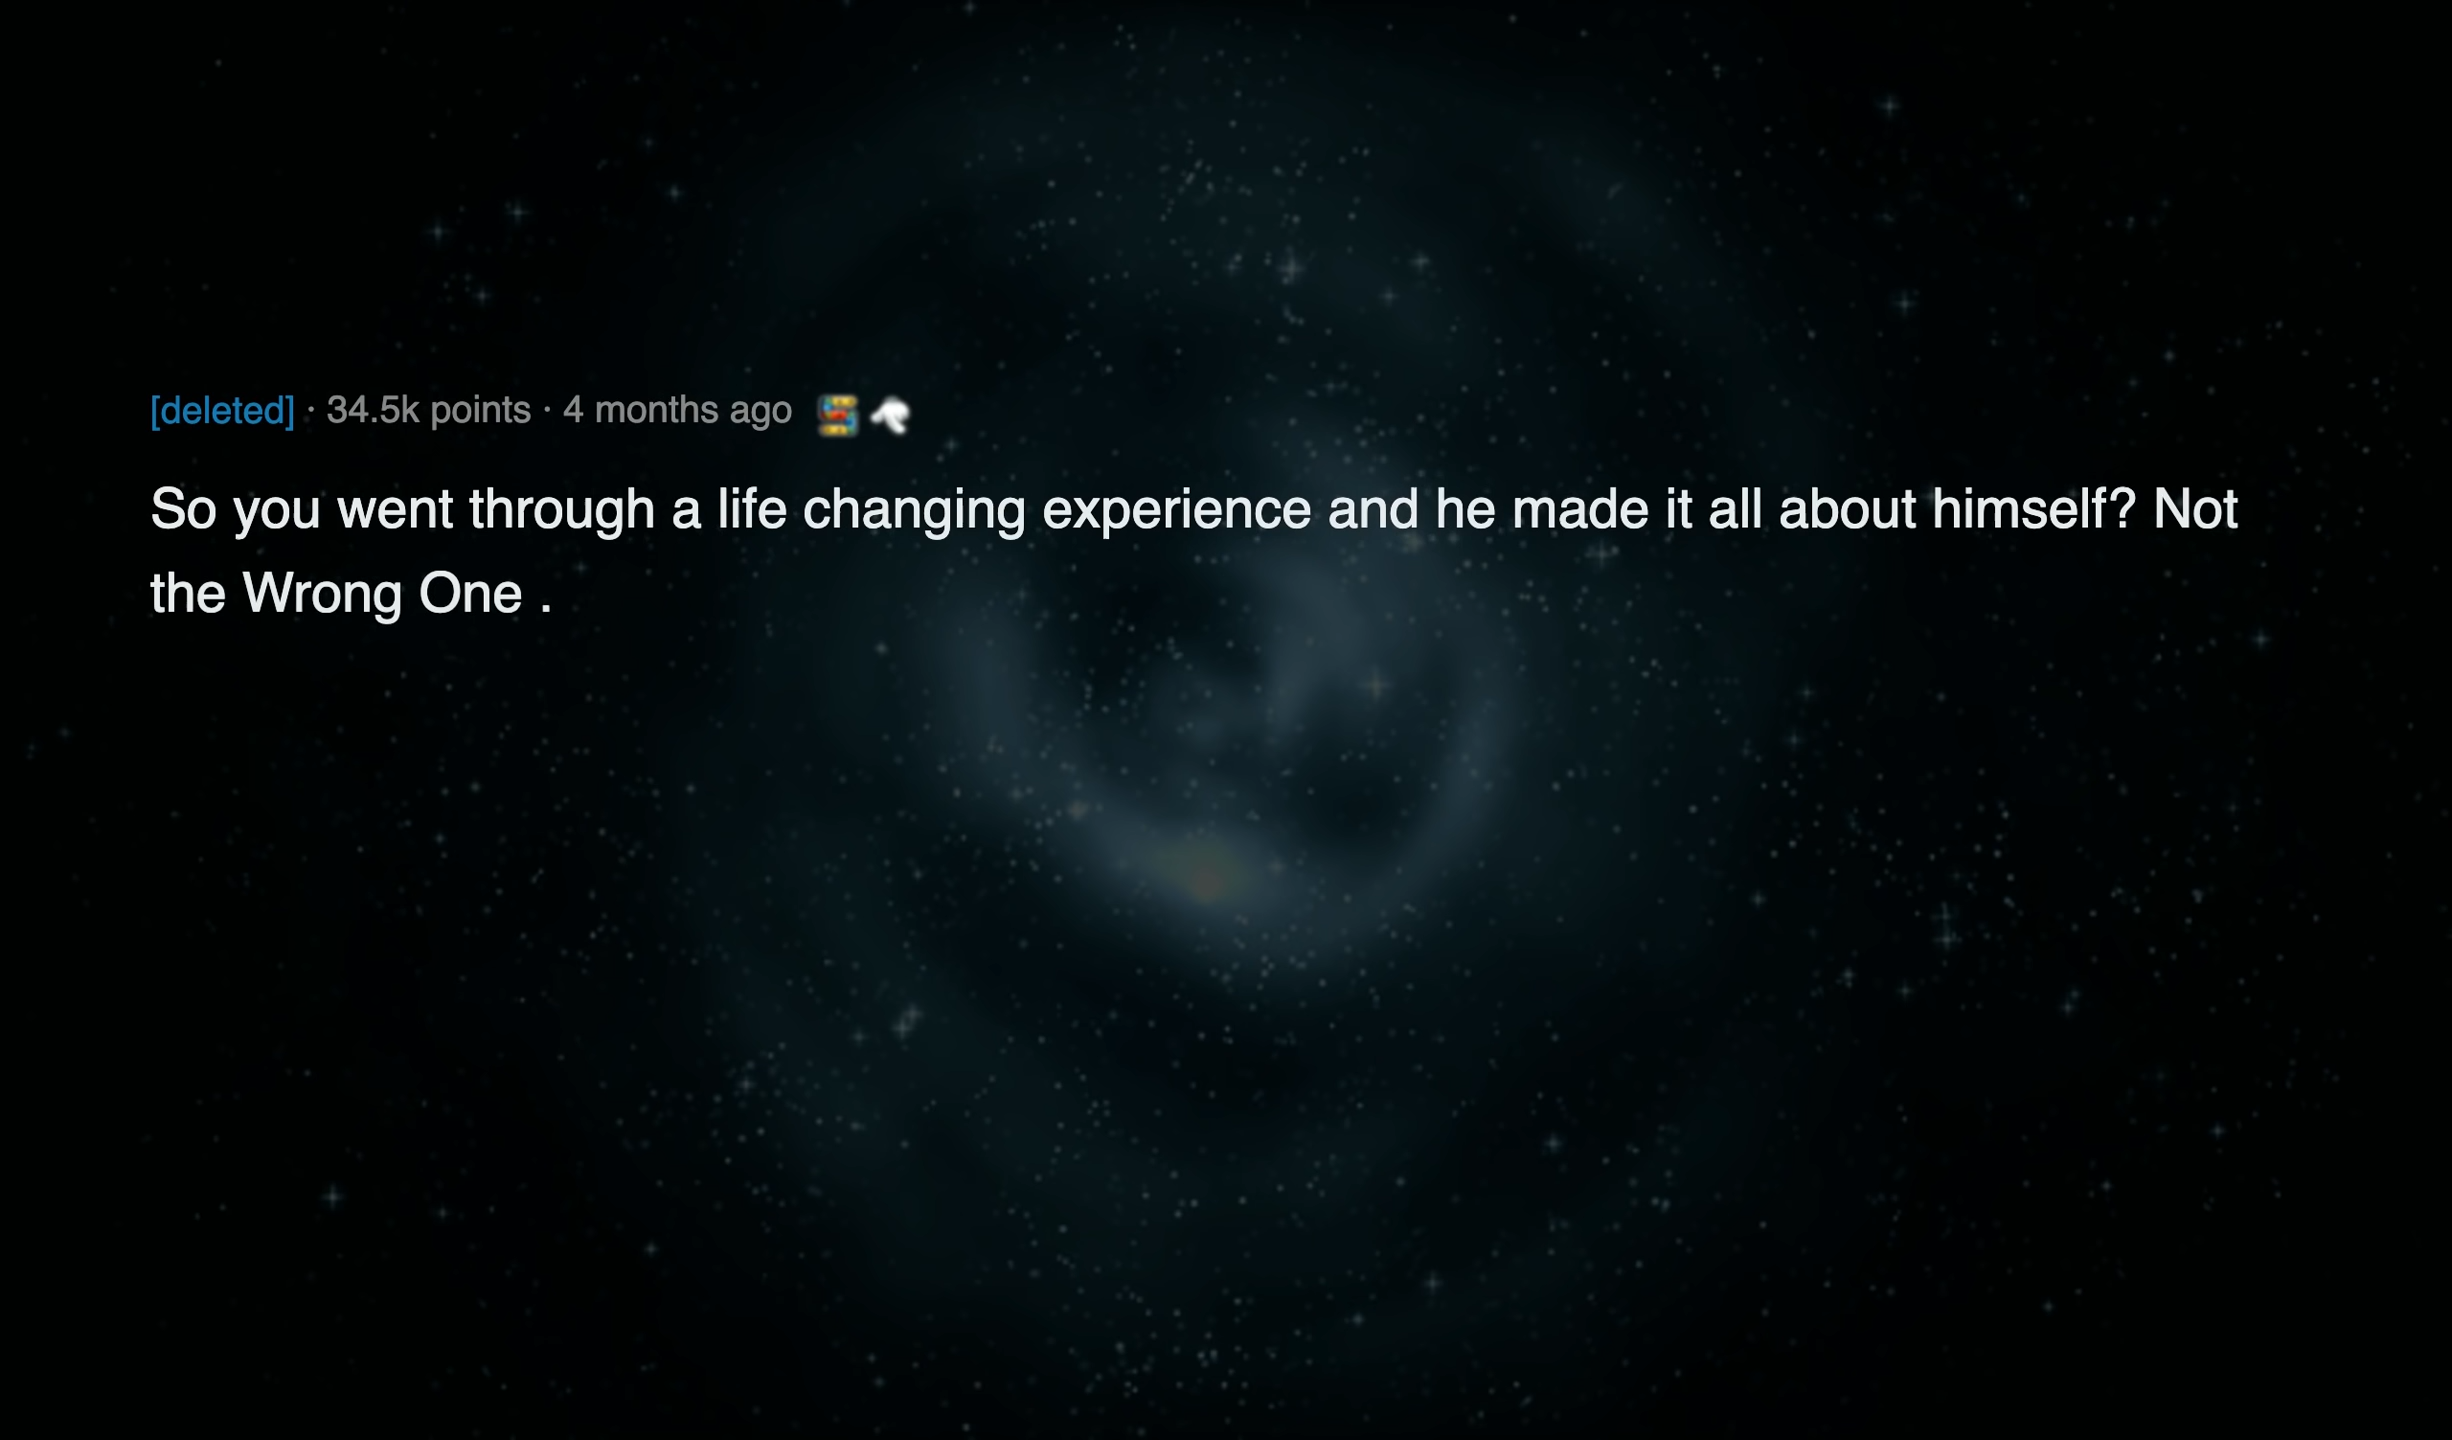 [deleted] · 34.5k points · 4 months ago
So you went through a life changing experience and he made it all about himself? Not
the Wrong One .